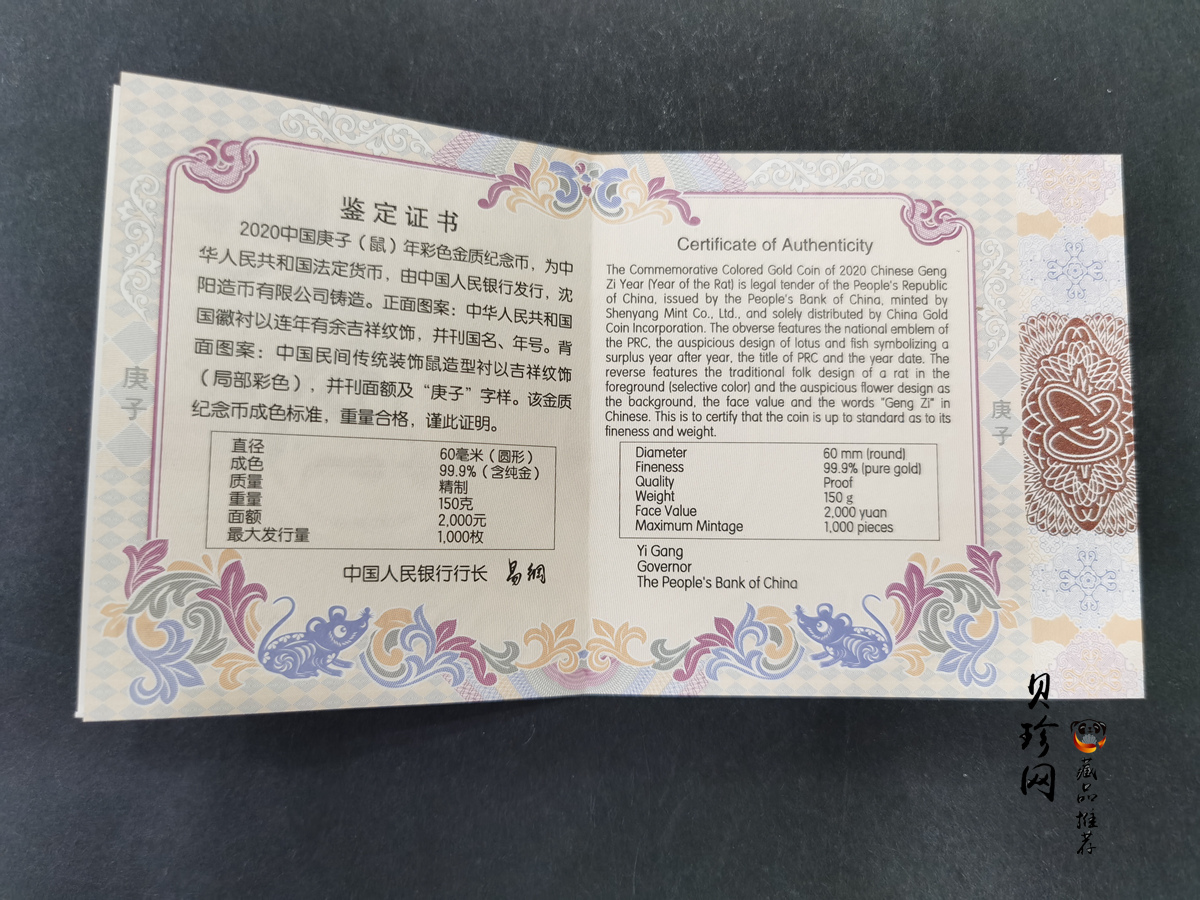 鉴定证书
2020中国庚子（鼠）年彩色金质纪念币，为中
华人民共和国法定货币，由中国人民银行发行，沈
阳造币有限公司铸造。正面图案：中华人民共和国
国徽衬以连年有余吉祥纹饰，并刊国名、年号。背
面图案：中国民间传统装饰鼠造型衬以吉祥纹饰
（局部彩色），并刊面额及“庚子”字样。该金质
纪念币成色标准，重量合格，谨此证明。
直径 60毫米（圆形）
成色 99.9%（含纯金）
质量 精制
重量 150克
面额 2,000元
最大发行量 1,000枚
中国人民银行行长 易纲
庚子
Certificate of Authenticity
The Commemorative Colored Gold Coin of 2020 Chinese Geng
Zi Year (Year of the Rat) is legal tender of the People's Republic
of China, issued by the People's Bank of China, minted by
Shenyang Mint Co., Ltd., and solely distributed by China Gold
Coin Incorporation. The obverse features the national emblem of
the PRC, the auspicious design of lotus and fish symbolizing a
surplus year after year, the title of PRC and the year date. The
reverse features the traditional folk design of a rat in the
foreground (selective color) and the auspicious flower design as
the background, the face value and the words "Geng Zi" in
Chinese. This is to certify that the coin is up to standard as to its
fineness and weight.
Diameter 60 mm (round)
Fineness 99.9% (pure gold)
Quality Proof
Weight 150 g
Face Value 2,000 yuan
Maximum Mintage 1,000 pieces
Yi Gang
Governor
The People's Bank of China
庚子
贝珍网
藏品推荐